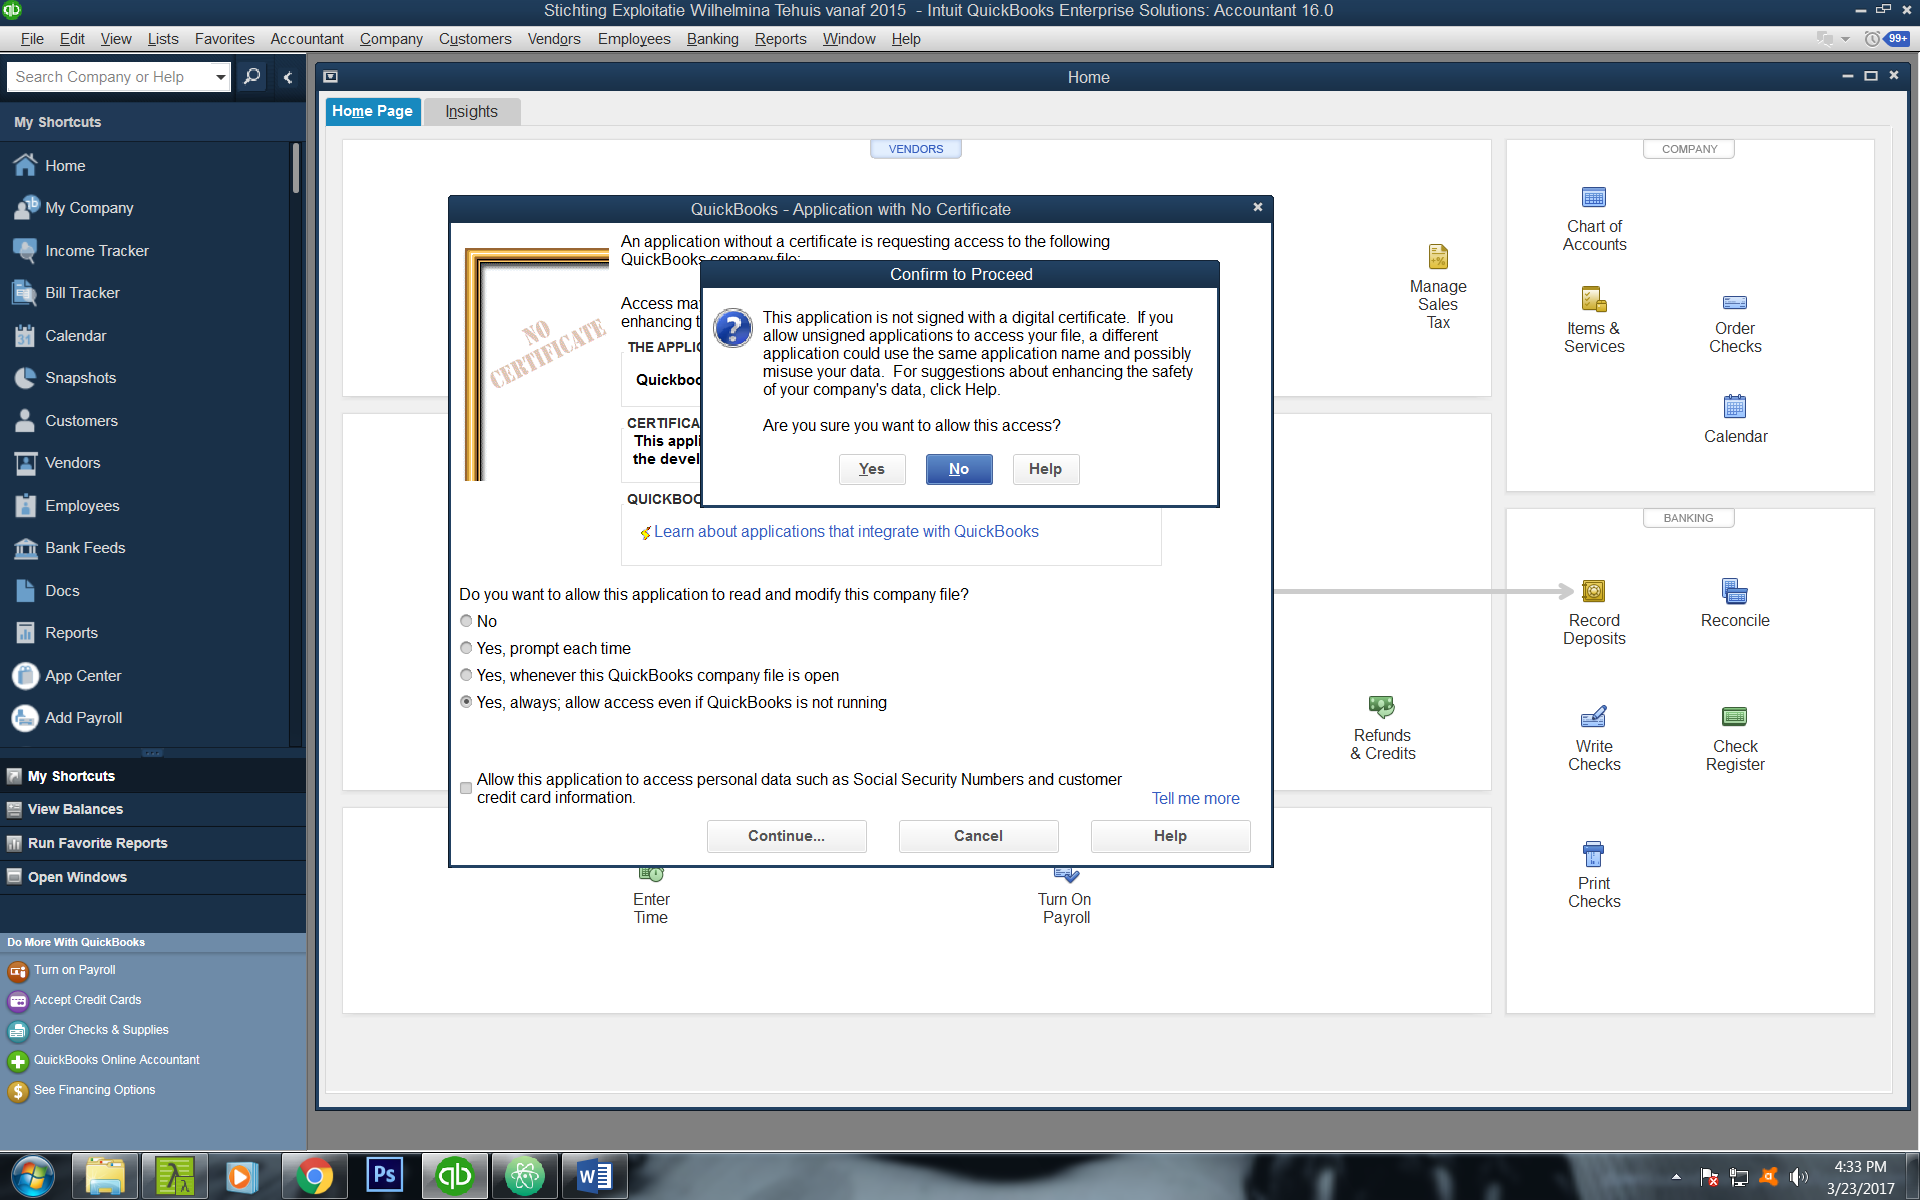 Stichting Exploitatie Wilhelmina Tehuis vanaf 2015 - Intuit QuickBooks Enterprise Solutions: Accountant 16.0
File Edit View Lists Favorites Accountant Company Customers Vendors Employees Banking Reports Window Help
99+
Search Company or Help
My Shortcuts
Home
My Company
Income Tracker
Bill Tracker
Calendar
Snapshots
Customers
Vendors
Employees
Bank Feeds
Docs
Reports
App Center
Add Payroll
My Shortcuts
View Balances
Run Favorite Reports
Open Windows
Do More With QuickBooks
Turn on Payroll
Accept Credit Cards
Order Checks & Supplies
QuickBooks Online Accountant
See Financing Options
Home
Home Page
Insights
VENDORS
Manage
Sales
Tax
QuickBooks - Application with No Certificate
NO
CERTIFICATE
An application without a certificate is requesting access to the following
QuickBooks company file:
Access ma
enhancing t
THE APPLIC
Quickboo
CERTIFICA
This appli
the devel
QUICKBOO
Learn about applications that integrate with QuickBooks
Confirm to Proceed
This application is not signed with a digital certificate. If you
allow unsigned applications to access your file, a different
application could use the same application name and possibly
misuse your data. For suggestions about enhancing the safety
of your company's data, click Help.
Are you sure you want to allow this access?
Yes
No
Help
Do you want to allow this application to read and modify this company file?
No
Yes, prompt each time
Yes, whenever this QuickBooks company file is open
Yes, always; allow access even if QuickBooks is not running
Allow this application to access personal data such as Social Security Numbers and customer
credit card information.
Tell me more
Continue...
Cancel
Help
Refunds
& Credits
Enter
Time
Turn On
Payroll
COMPANY
Chart of
Accounts
Items &
Services
Order
Checks
Calendar
BANKING
Record
Deposits
Reconcile
Write
Checks
Check
Register
Print
Checks
Ps
qb
W
4:33 PM
3/23/2017